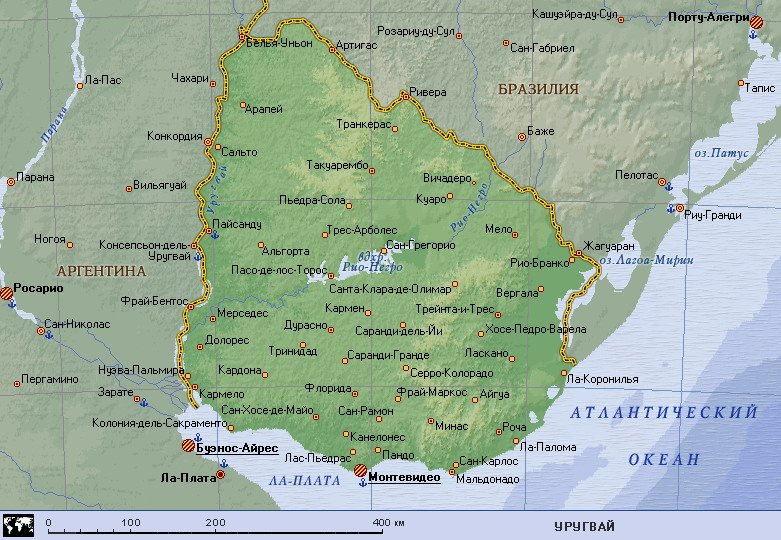 Кашуэйра-ду-Сул
Порту-Алегри
Розариу-ду-Сул
Белья-Уньон
Артигас
Сан-Габриел
Ла-Пас
Чахари
БРАЗИЛИЯ
Тапис
Ривера
Арапей
Парана
Транкерас
Баже
Конкордия
Сальто
оз.Патус
Такуарембо
Вичадеро
Пелотас
Парана
Вильягуай
Уругвай
Пьедра-Сола
Куаро
Рио-Негро
Риу-Гранди
Пайсанду
Трес-Арболес
Мело
Ногоя
Консепсьон-дель-
Уругвай
Альгорта
Сан-Грегорио
Жагуаран
вдхр.
Рио-Негро
Рио-Бранко
оз.Лагоа-Мирин
АРГЕНТИНА
Пасо-де-лос-Торос
Росарио
Санта-Клара-де-Олимар
Вергала
Фрай-Бентос
Мерседес
Кармен
Трейнта-и-Трес
Сан-Николас
Дурасно
Саранди-дель-Йи
Хосе-Педро-Варела
Долорес
Тринидад
Саранди-Гранде
Ласкано
Нуэва-Пальмира
Кардона
Серро-Колорадо
Ла-Коронилья
Пергамино
Зарате
Кармело
Флорида
Фрай-Маркос
Айгуа
Сан-Хосе-де-Майо
Сан-Рамон
АТЛАНТИЧЕСКИЙ
Колония-дель-Сакраменто
Минас
Роча
Канелонес
Буэнос-Айрес
Ла-Палома
Лас-Пьедрас
Пандо
Сан-Карлос
ОКЕАН
Ла-Плата
ЛА-ПЛАТА
Монтевидео
Мальдонадо
0 100 200 400 км
УРУГВАЙ